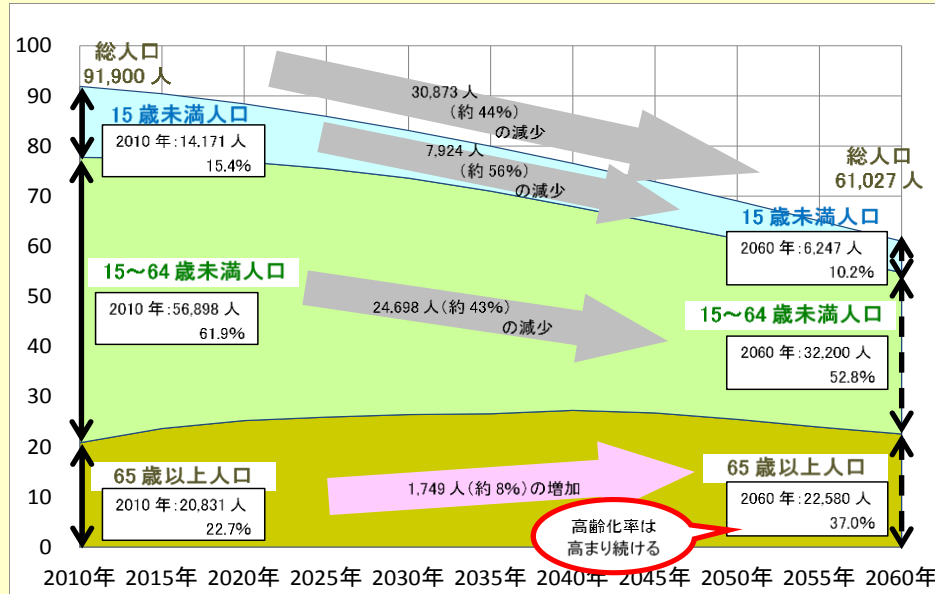 100
90
80
70
60
50
40
30
20
10
0
総人口
91,900 人
15 歳未満人口
2010 年:14,171 人
15.4%
30,873 人
(約 44%)
の減少
7,924 人
(約 56%)
の減少
総人口
61,027 人
15 歳未満人口
2060 年:6,247 人
10.2%
15～64 歳未満人口
2010 年:56,898 人
61.9%
24,698 人(約 43%)
の減少
15～64 歳未満人口
2060 年:32,200 人
52.8%
65 歳以上人口
2010 年:20,831 人
22.7%
1,749 人(約 8%)の増加
65 歳以上人口
2060 年:22,580 人
37.0%
高齢化率は
高まり続ける
2010年 2015年 2020年 2025年 2030年 2035年 2040年 2045年 2050年 2055年 2060年